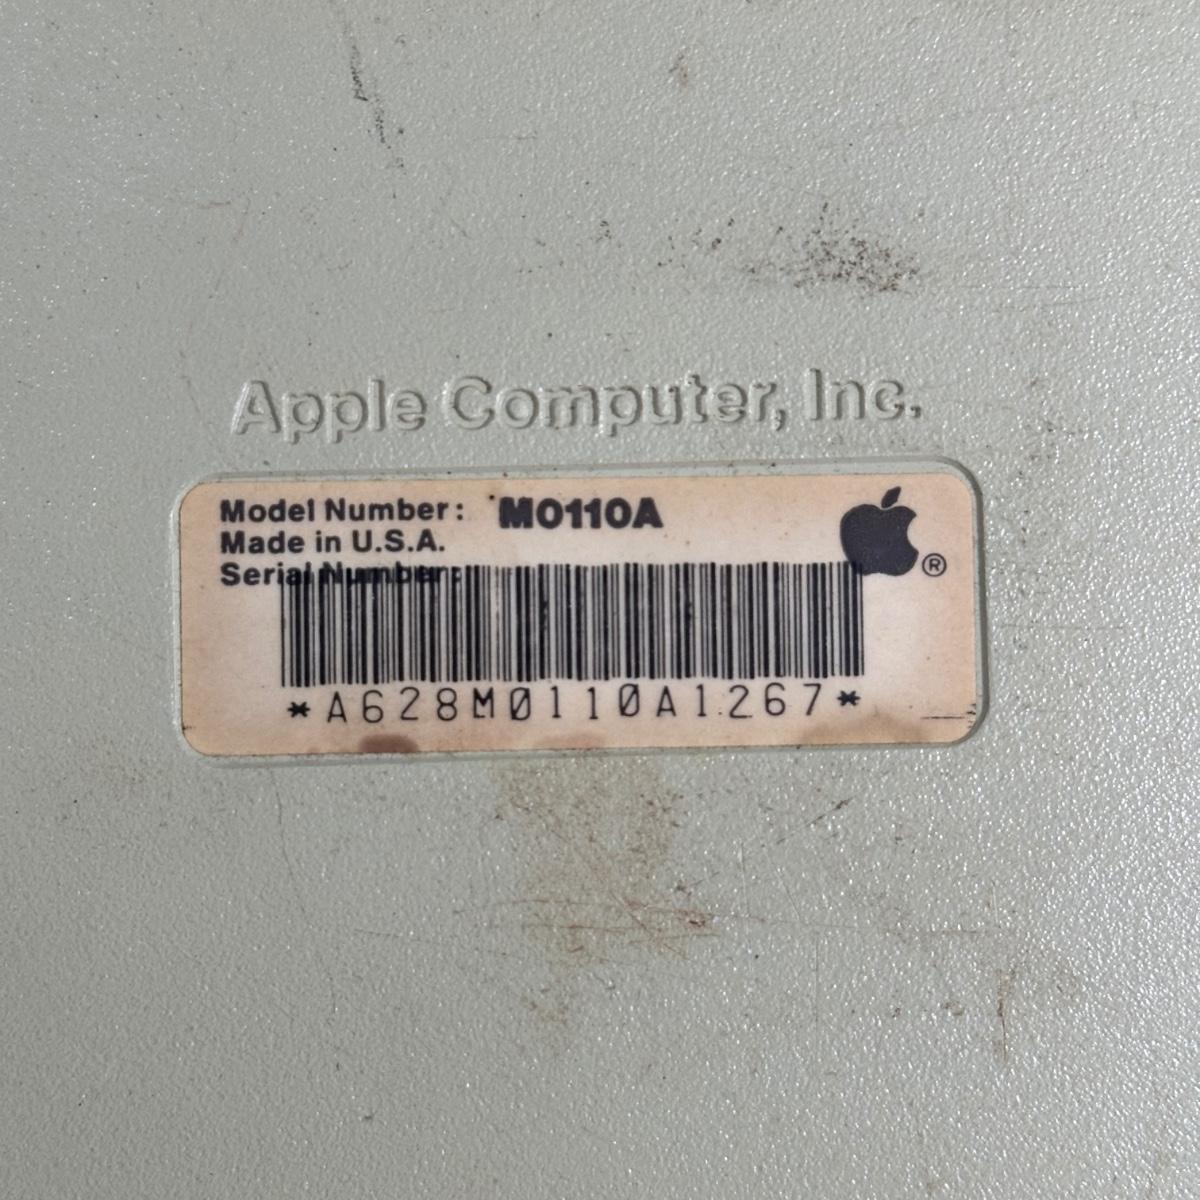 Apple Computer, Inc.
Model Number: M0110A
Made in U.S.A.
Serial Number:
®
*A628M0110A1267*